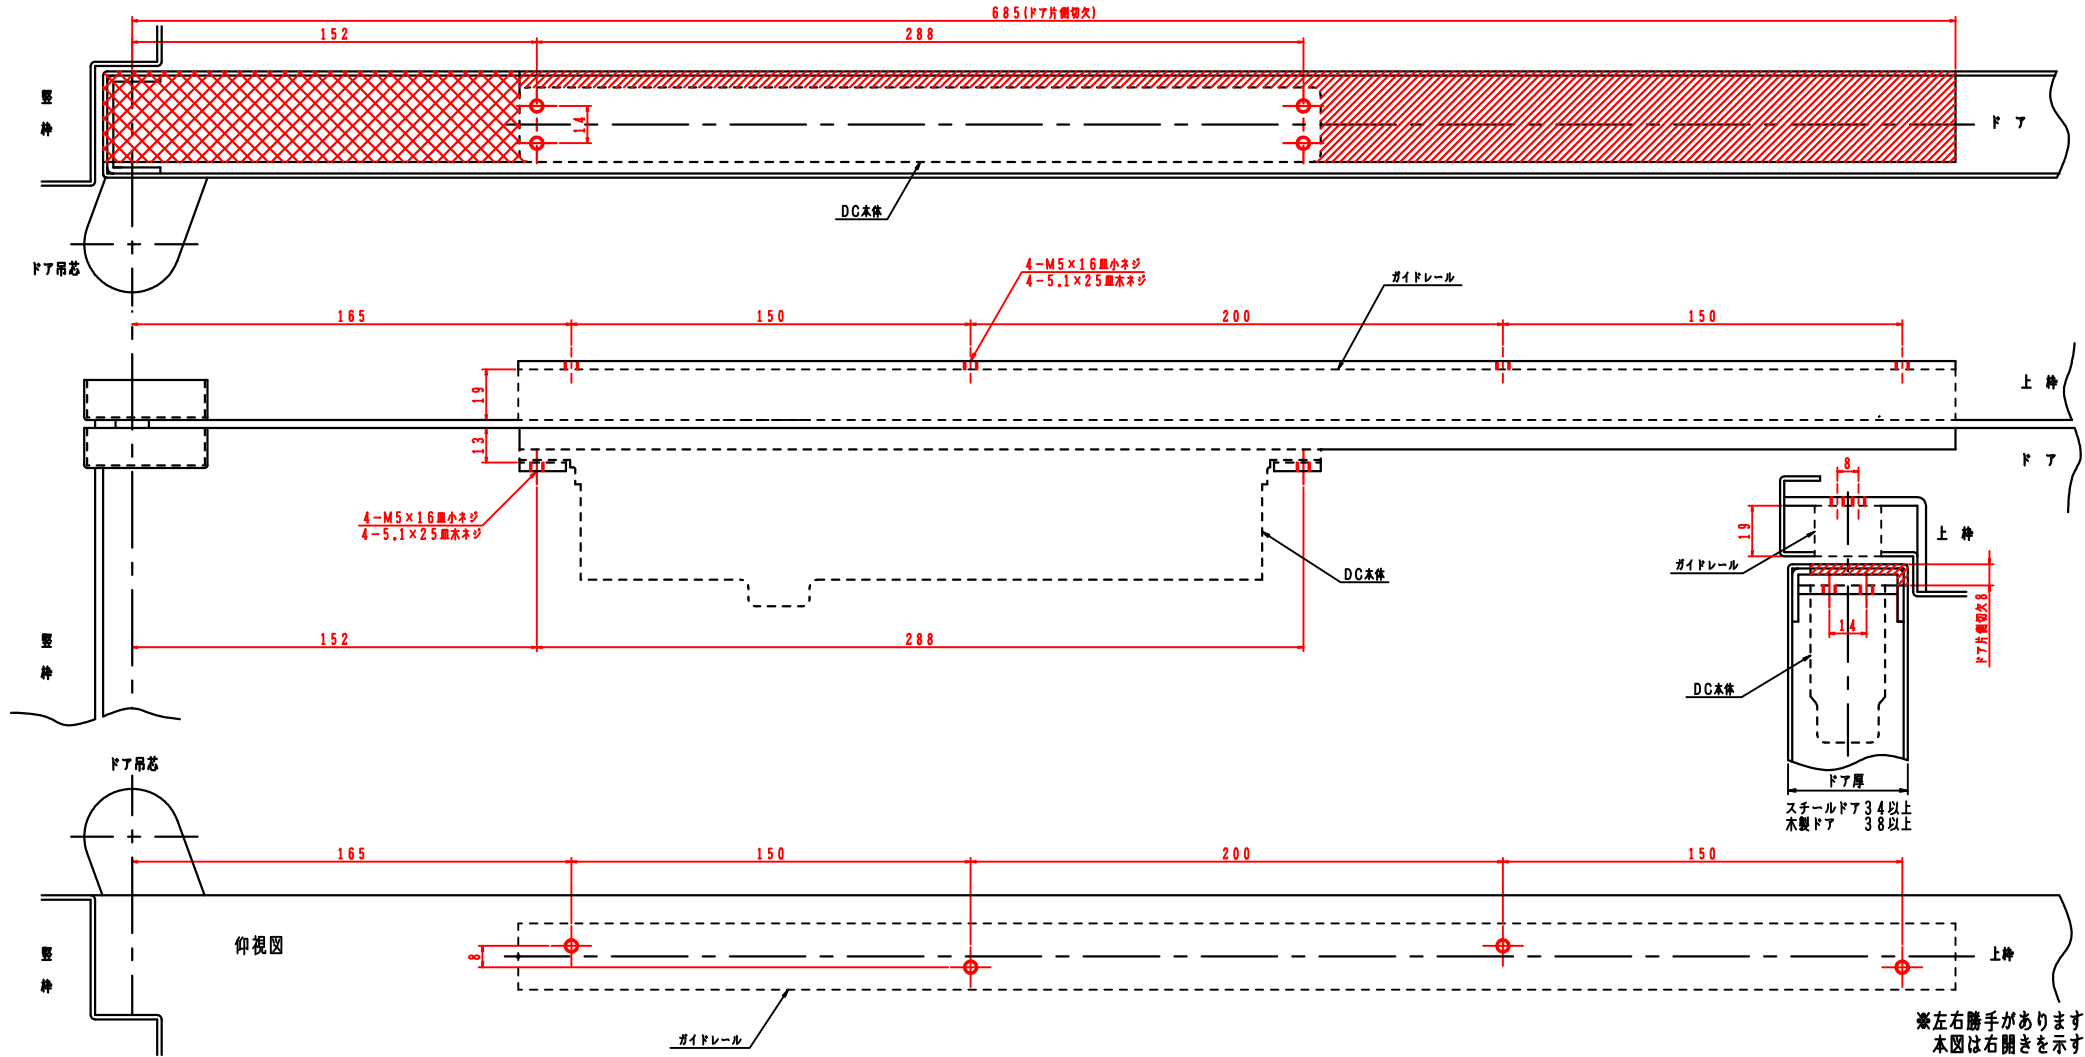 685(ドア片側切欠)
152
288
竪
枠
14
ド ア
DC本体
ドア吊芯
4-M5×16皿小ネジ
4-5.1×25皿木ネジ
ガイドレール
165
150
200
150
19
13
上 枠
ド ア
4-M5×16皿小ネジ
4-5.1×25皿木ネジ
DC本体
152
288
竪
枠
8
19
上 枠
ガイドレール
14
ドア片側切欠8
DC本体
ドア厚
スチールドア34以上
木製ドア 38以上
ドア吊芯
165
150
200
150
仰視図
竪
枠
8
上枠
ガイドレール
※左右勝手があります
本図は右開きを示す